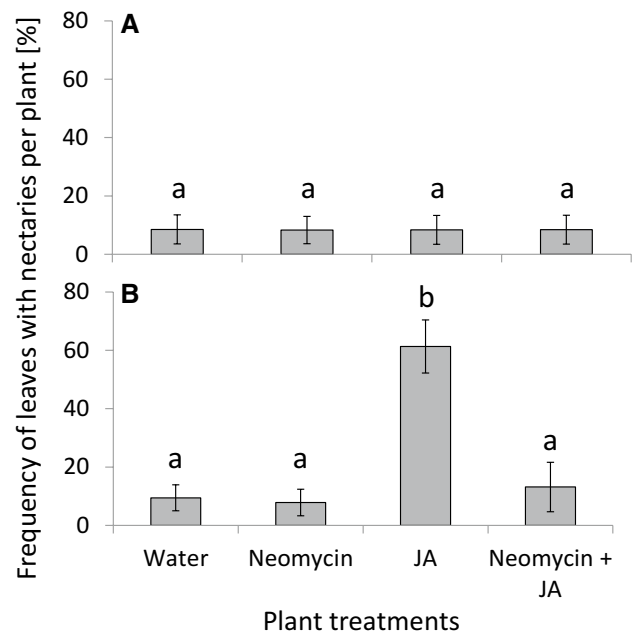 Frequency of leaves with nectaries per plant [%]
A
80
60
40
20
0
a a a a
B
80
60
40
20
0
a a b a
Water Neomycin JA Neomycin +
JA
Plant treatments